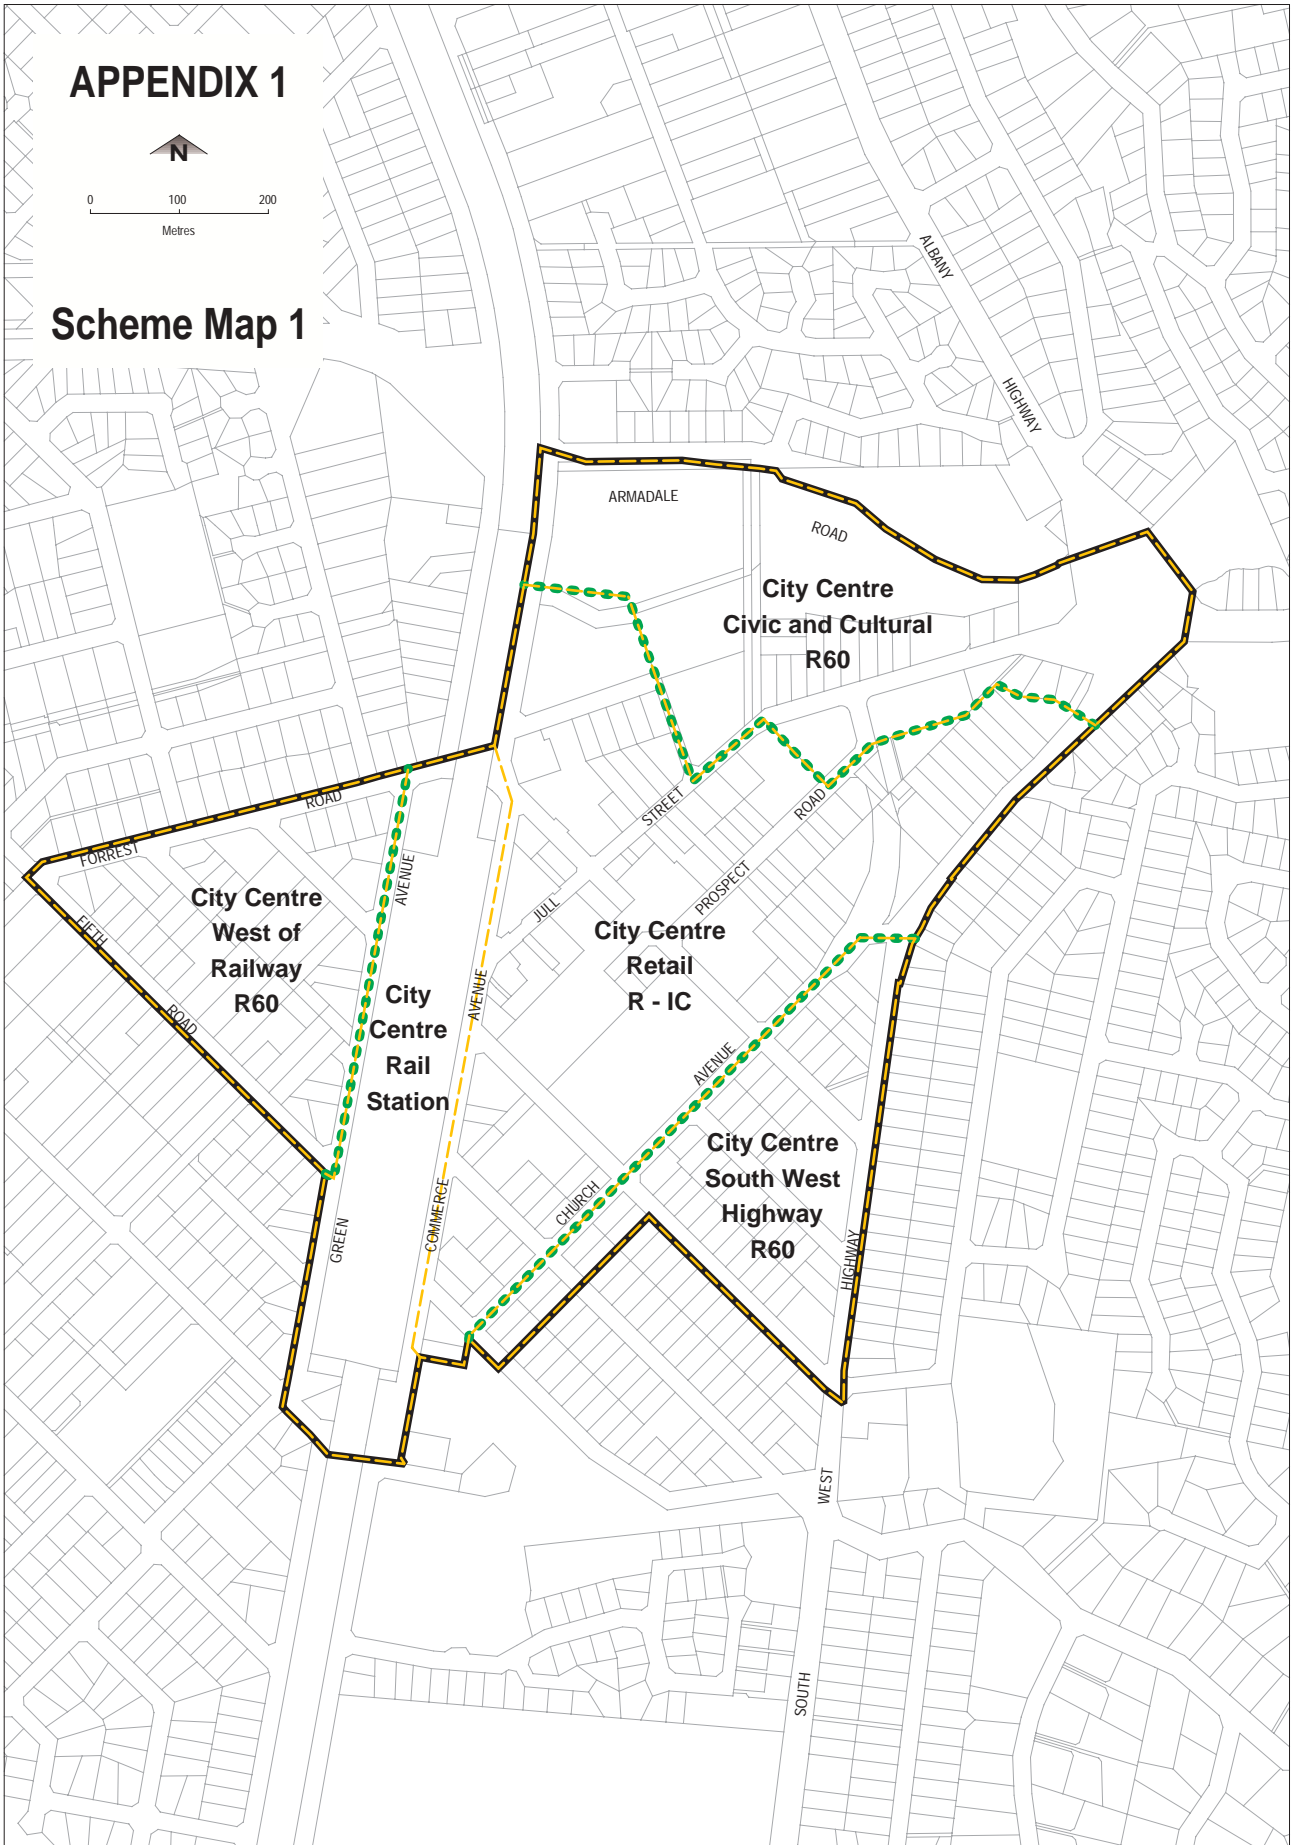 APPENDIX 1
N
0 100 200
Metres
Scheme Map 1
ALBANY
HIGHWAY
ARMADALE
ROAD
City Centre
Civic and Cultural
R60
STREET
ROAD
ROAD
FORREST
AVENUE
PROSPECT
JULL
City Centre
West of
Railway
R60
FIFTH
ROAD
City Centre
Retail
R - IC
City
Centre
Rail
Station
AVENUE
AVENUE
City Centre
South West
Highway
R60
CHURCH
COMMERCE
GREEN
HIGHWAY
WEST
SOUTH